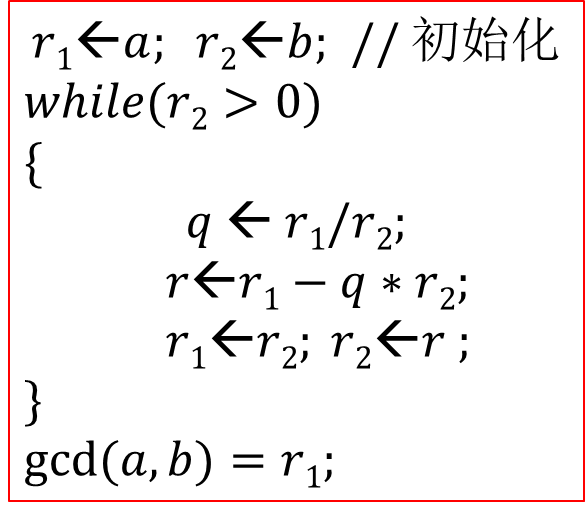 r₁←a; r₂←b; //初始化
while(r₂ > 0)
{
q ← r₁/r₂;
r←r₁ − q ∗ r₂;
r₁←r₂; r₂←r ;
}
gcd(a, b) = r₁;